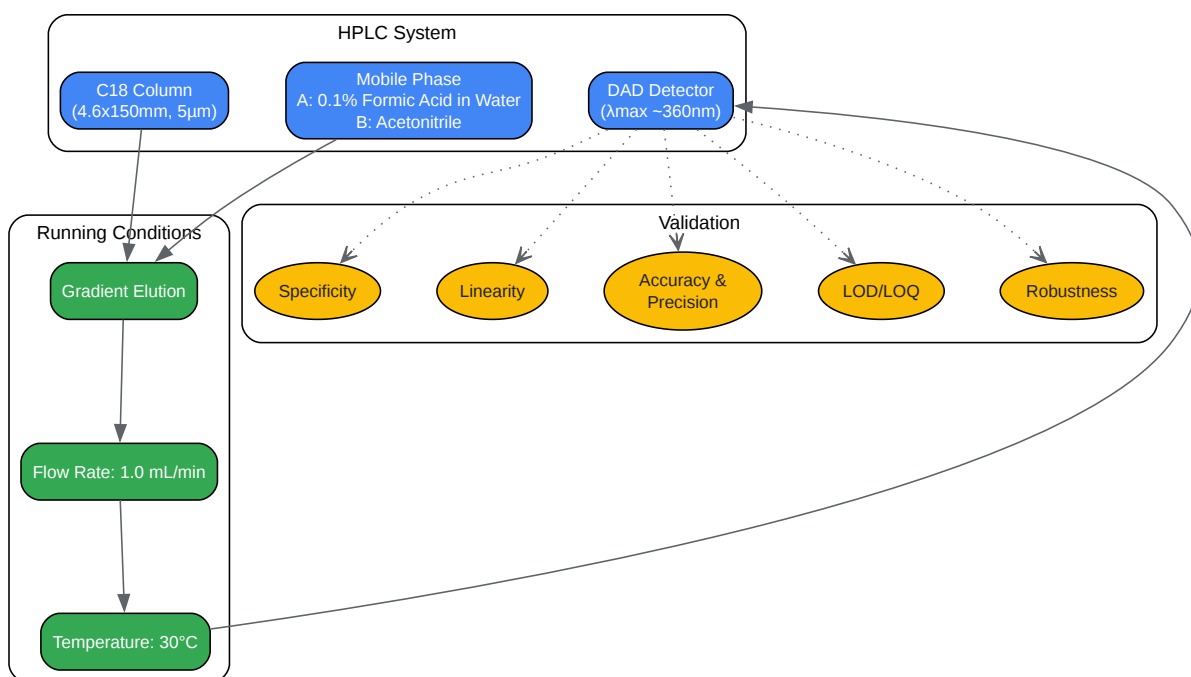 HPLC System
C18 Column
(4.6x150mm, 5µm)
Mobile Phase
A: 0.1% Formic Acid in Water
B: Acetonitrile
DAD Detector
(λmax ~360nm)
Running Conditions
Gradient Elution
Flow Rate: 1.0 mL/min
Temperature: 30°C
Validation
Specificity
Linearity
Accuracy &
Precision
LOD/LOQ
Robustness